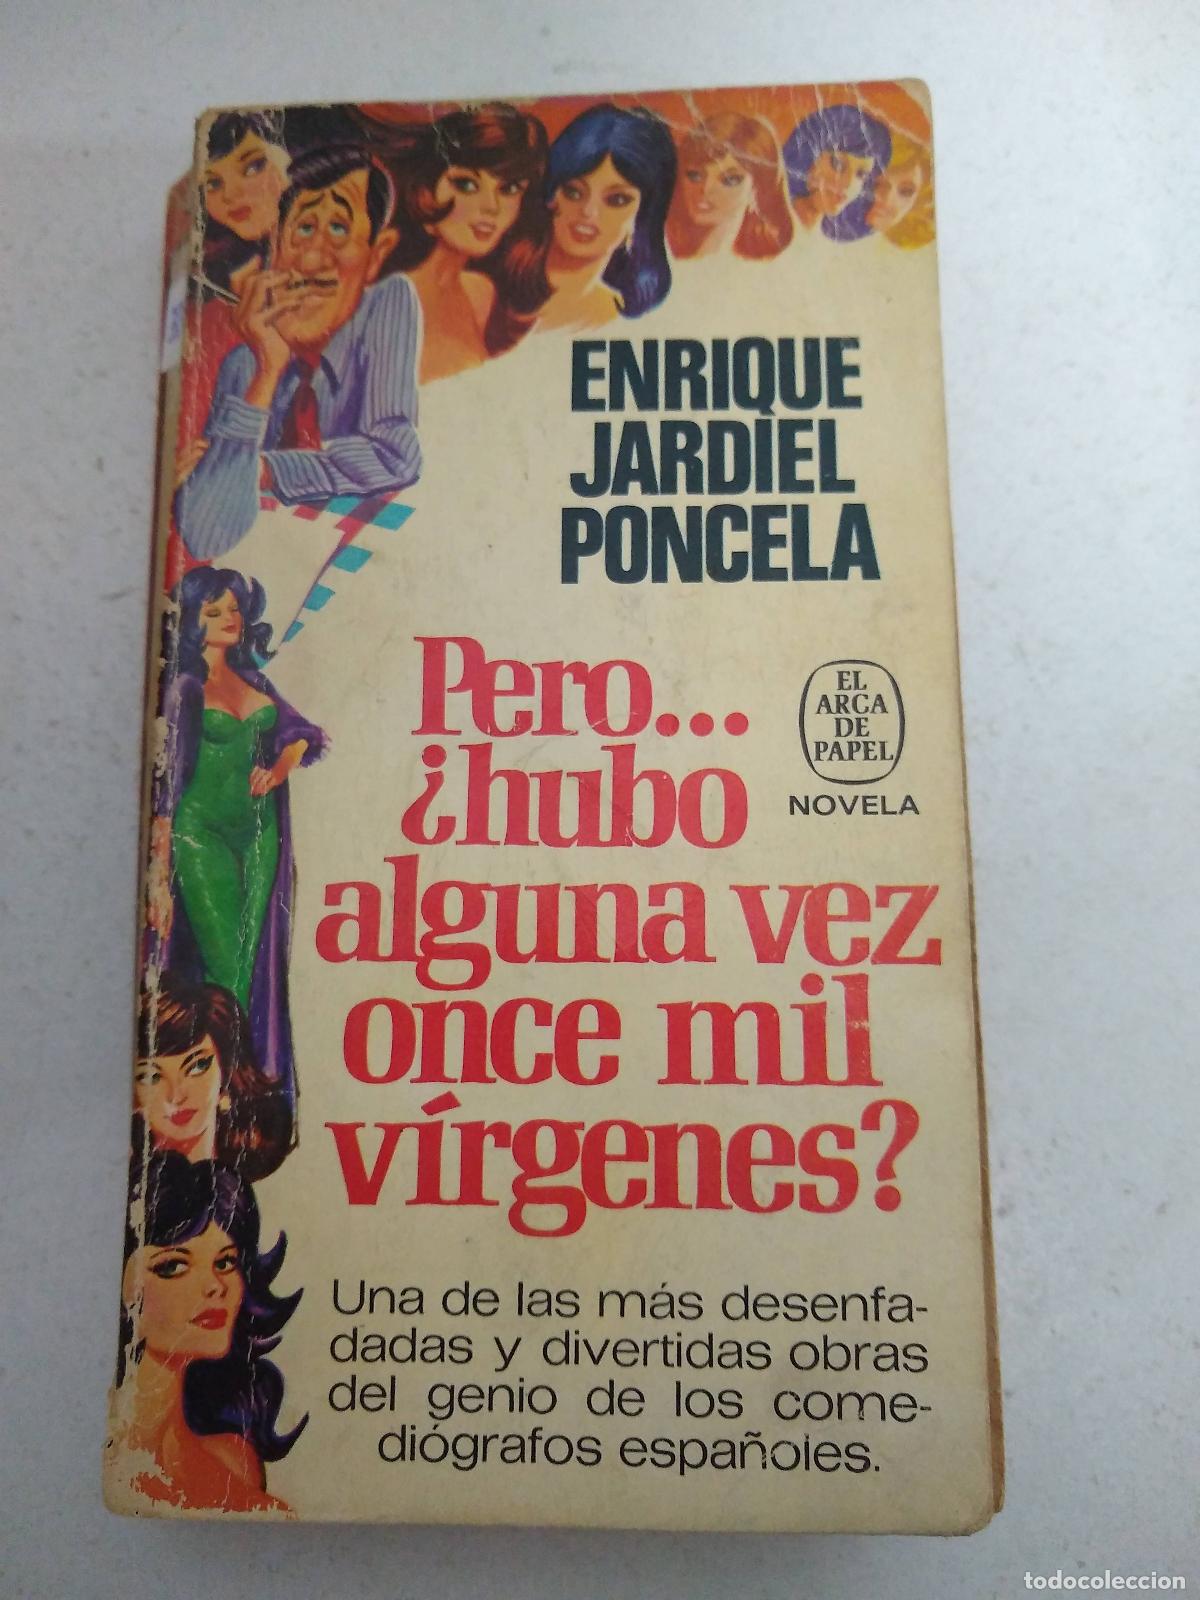 ENRIQUE
JARDIEL
PONCELA
Pero...
¿hubo
alguna vez
once mil
vírgenes?
EL
ARCA
DE
PAPEL
NOVELA
Una de las más desenfa-
dadas y divertidas obras
del genio de los come-
diógrafos españoles.
todocoleccion